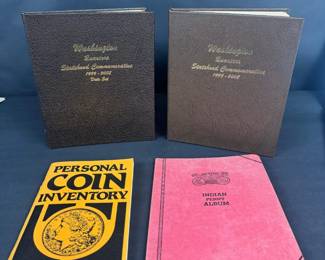 Washington
Quarters
Statehood Commemorative
1999-2008
Date Set
Washington
Quarters
Statehood Commemorative
1999-2008
PERSONAL
COIN
INVENTORY
INDIAN
PENNY
ALBUM